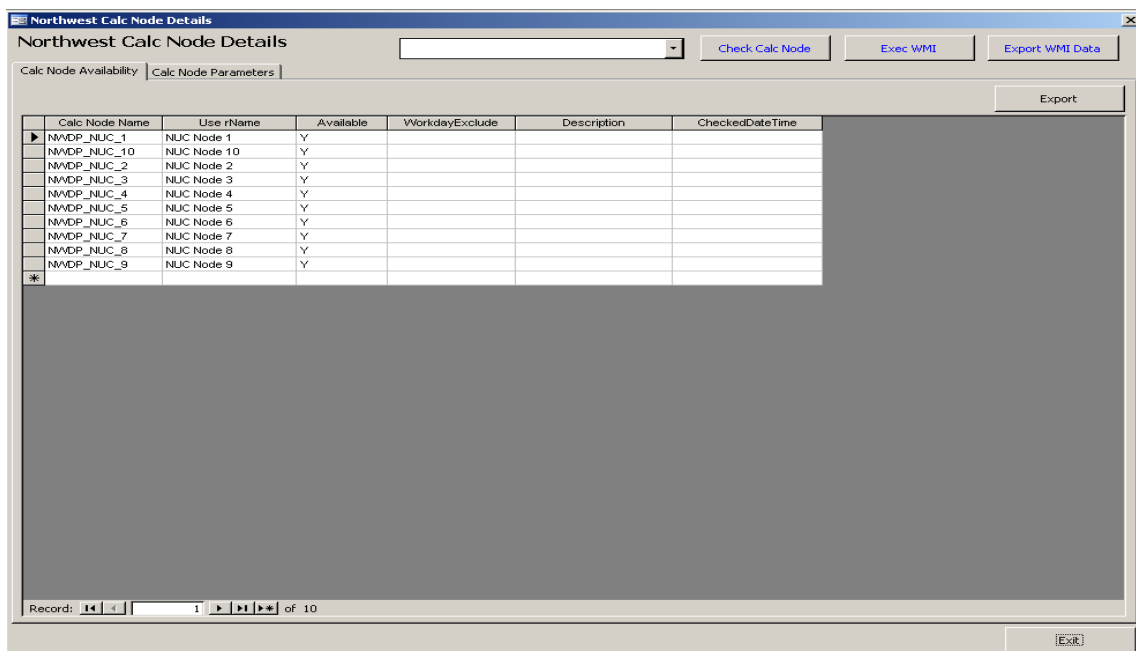 Northwest Calc Node Details
Northwest Calc Node Details
Check Calc Node Exec WMI Export WMI Data
Calc Node Availability Calc Node Parameters
Export
Calc Node Name Use rName Available WorkdayExclude Description CheckedDateTime
NWDP_NUC_1 NUC Node 1 Y
NWDP_NUC_10 NUC Node 10 Y
NWDP_NUC_2 NUC Node 2 Y
NWDP_NUC_3 NUC Node 3 Y
NWDP_NUC_4 NUC Node 4 Y
NWDP_NUC_5 NUC Node 5 Y
NWDP_NUC_6 NUC Node 6 Y
NWDP_NUC_7 NUC Node 7 Y
NWDP_NUC_8 NUC Node 8 Y
NWDP_NUC_9 NUC Node 9 Y
Record: 1 of 10
Exit